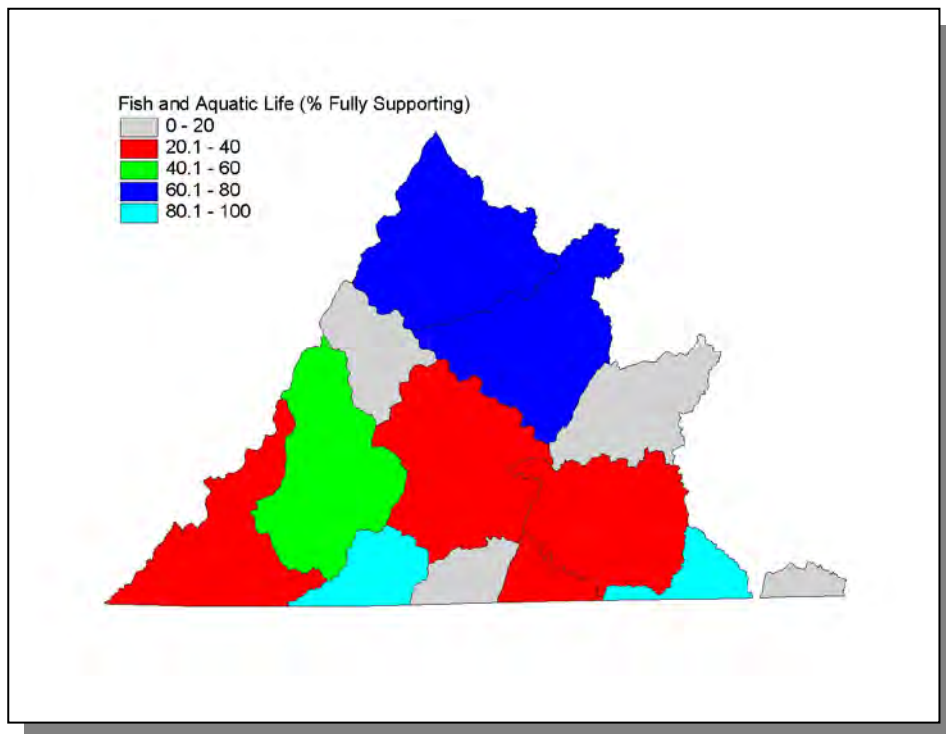 Fish and Aquatic Life (% Fully Supporting)
0 - 20
20.1 - 40
40.1 - 60
60.1 - 80
80.1 - 100